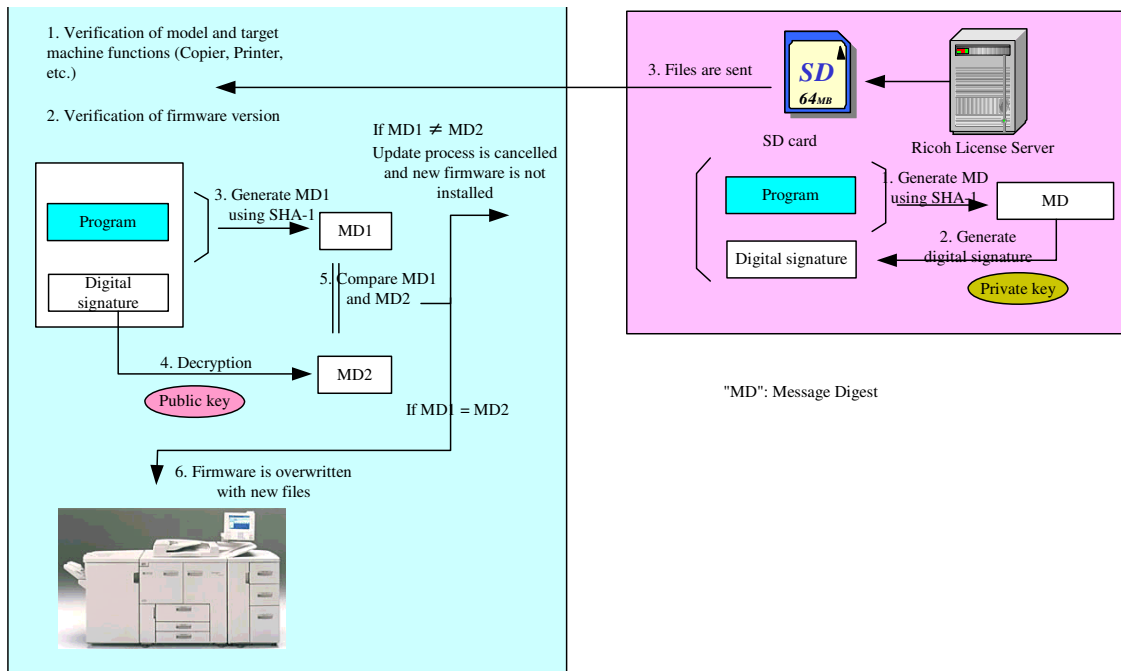 1. Verification of model and target
machine functions (Copier, Printer,
etc.)
2. Verification of firmware version
If MD1 ≠ MD2
Update process is cancelled
and new firmware is not
installed
Program
3. Generate MD1
using SHA-1
MD1
Digital
signature
5. Compare MD1
and MD2
4. Decryption
MD2
Public key
If MD1 = MD2
6. Firmware is overwritten
with new files
3. Files are sent
SD
64MB
SD card
Ricoh License Server
Program
1. Generate MD
using SHA-1
MD
2. Generate
digital signature
Digital signature
Private key
"MD": Message Digest